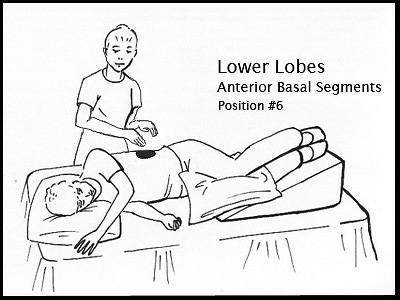 Lower Lobes
Anterior Basal Segments
Position #6